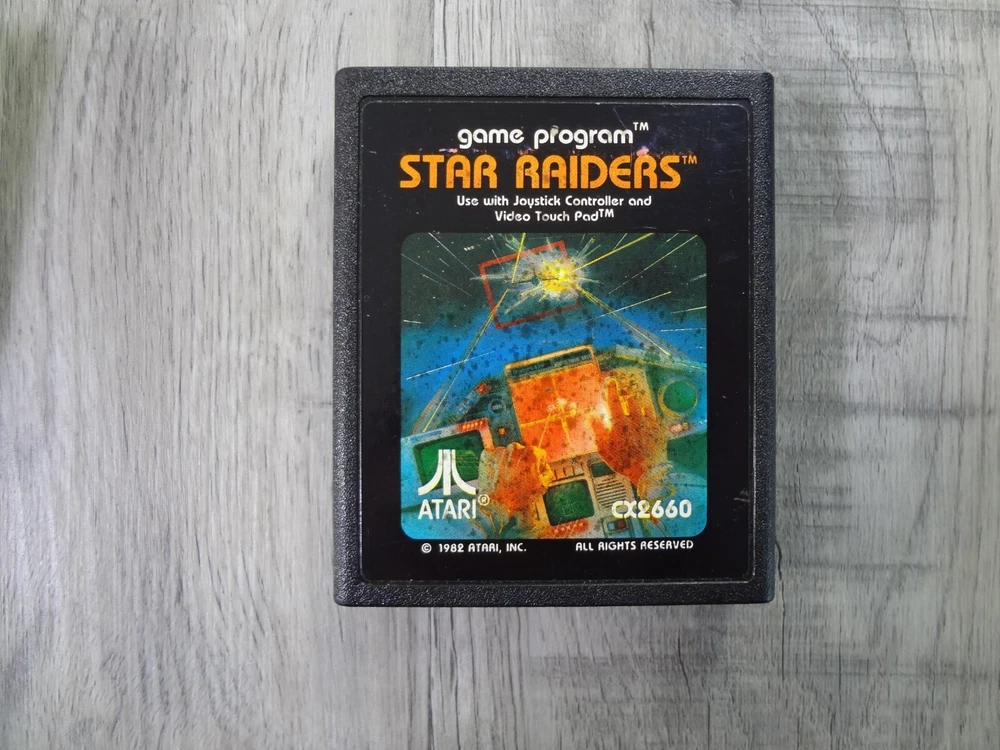 game program™
STAR RAIDERS™
Use with Joystick Controller and
Video Touch Pad™
ATARI®
CX2660
© 1982 ATARI, INC.
ALL RIGHTS RESERVED